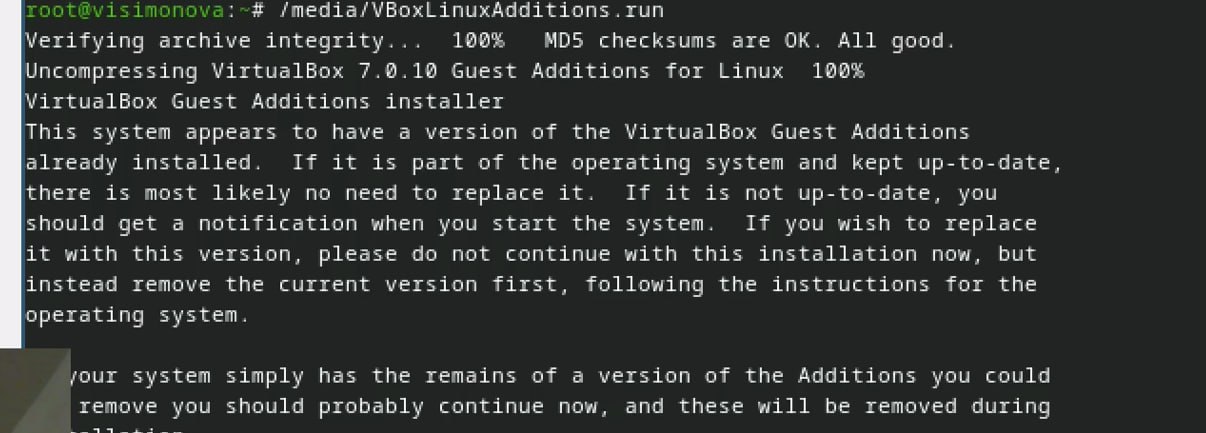 root@visimonova:~# /media/VBoxLinuxAdditions.run
Verifying archive integrity...  100%   MD5 checksums are OK. All good.
Uncompressing VirtualBox 7.0.10 Guest Additions for Linux  100%
VirtualBox Guest Additions installer
This system appears to have a version of the VirtualBox Guest Additions
already installed.  If it is part of the operating system and kept up-to-date,
there is most likely no need to replace it.  If it is not up-to-date, you
should get a notification when you start the system.  If you wish to replace
it with this version, please do not continue with this installation now, but
instead remove the current version first, following the instructions for the
operating system.
your system simply has the remains of a version of the Additions you could
remove you should probably continue now, and these will be removed during